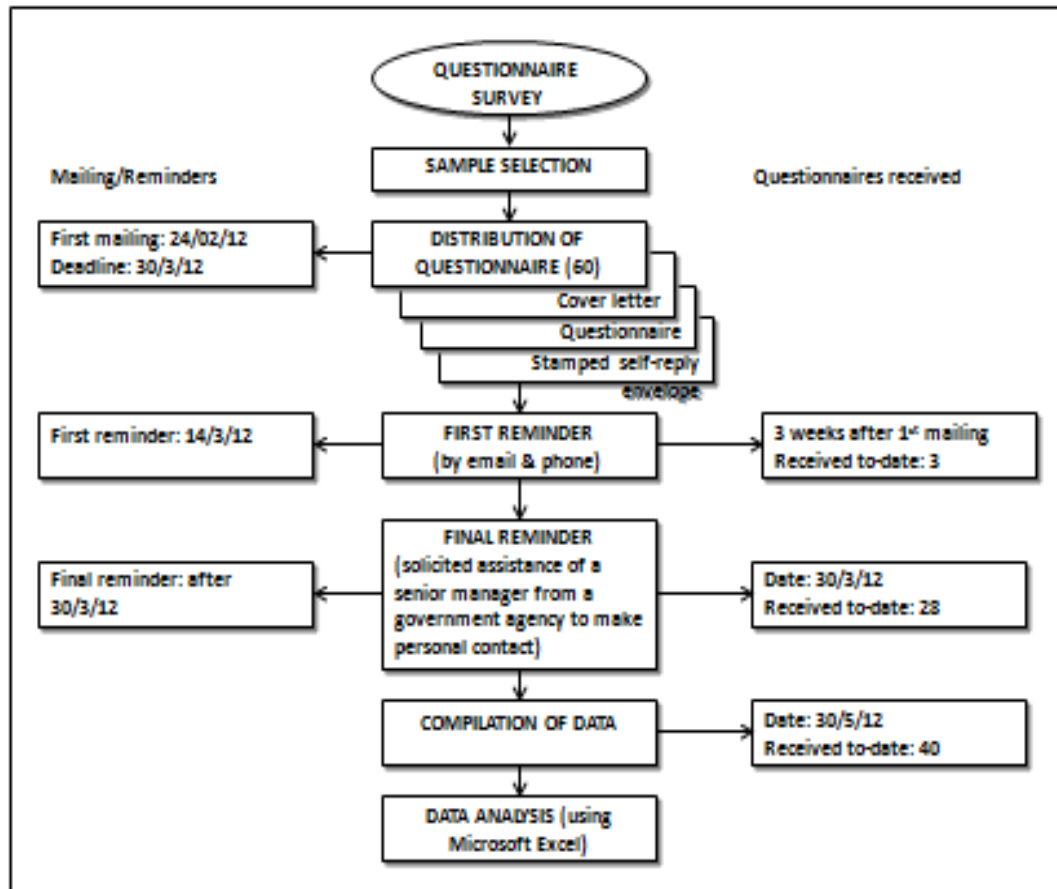 QUESTIONNAIRE
SURVEY
SAMPLE SELECTION
Mailing/Reminders
Questionnaires received
First mailing: 24/02/12
Deadline: 30/3/12
DISTRIBUTION OF
QUESTIONNAIRE (60)
Cover letter
Questionnaire
Stamped self-reply
envelope
First reminder: 14/3/12
FIRST REMINDER
(by email & phone)
3 weeks after 1st mailing
Received to-date: 3
FINAL REMINDER
(solicited assistance of a
senior manager from a
government agency to make
personal contact)
Final reminder: after
30/3/12
Date: 30/3/12
Received to-date: 28
COMPILATION OF DATA
Date: 30/5/12
Received to-date: 40
DATA ANALYSIS (using
Microsoft Excel)